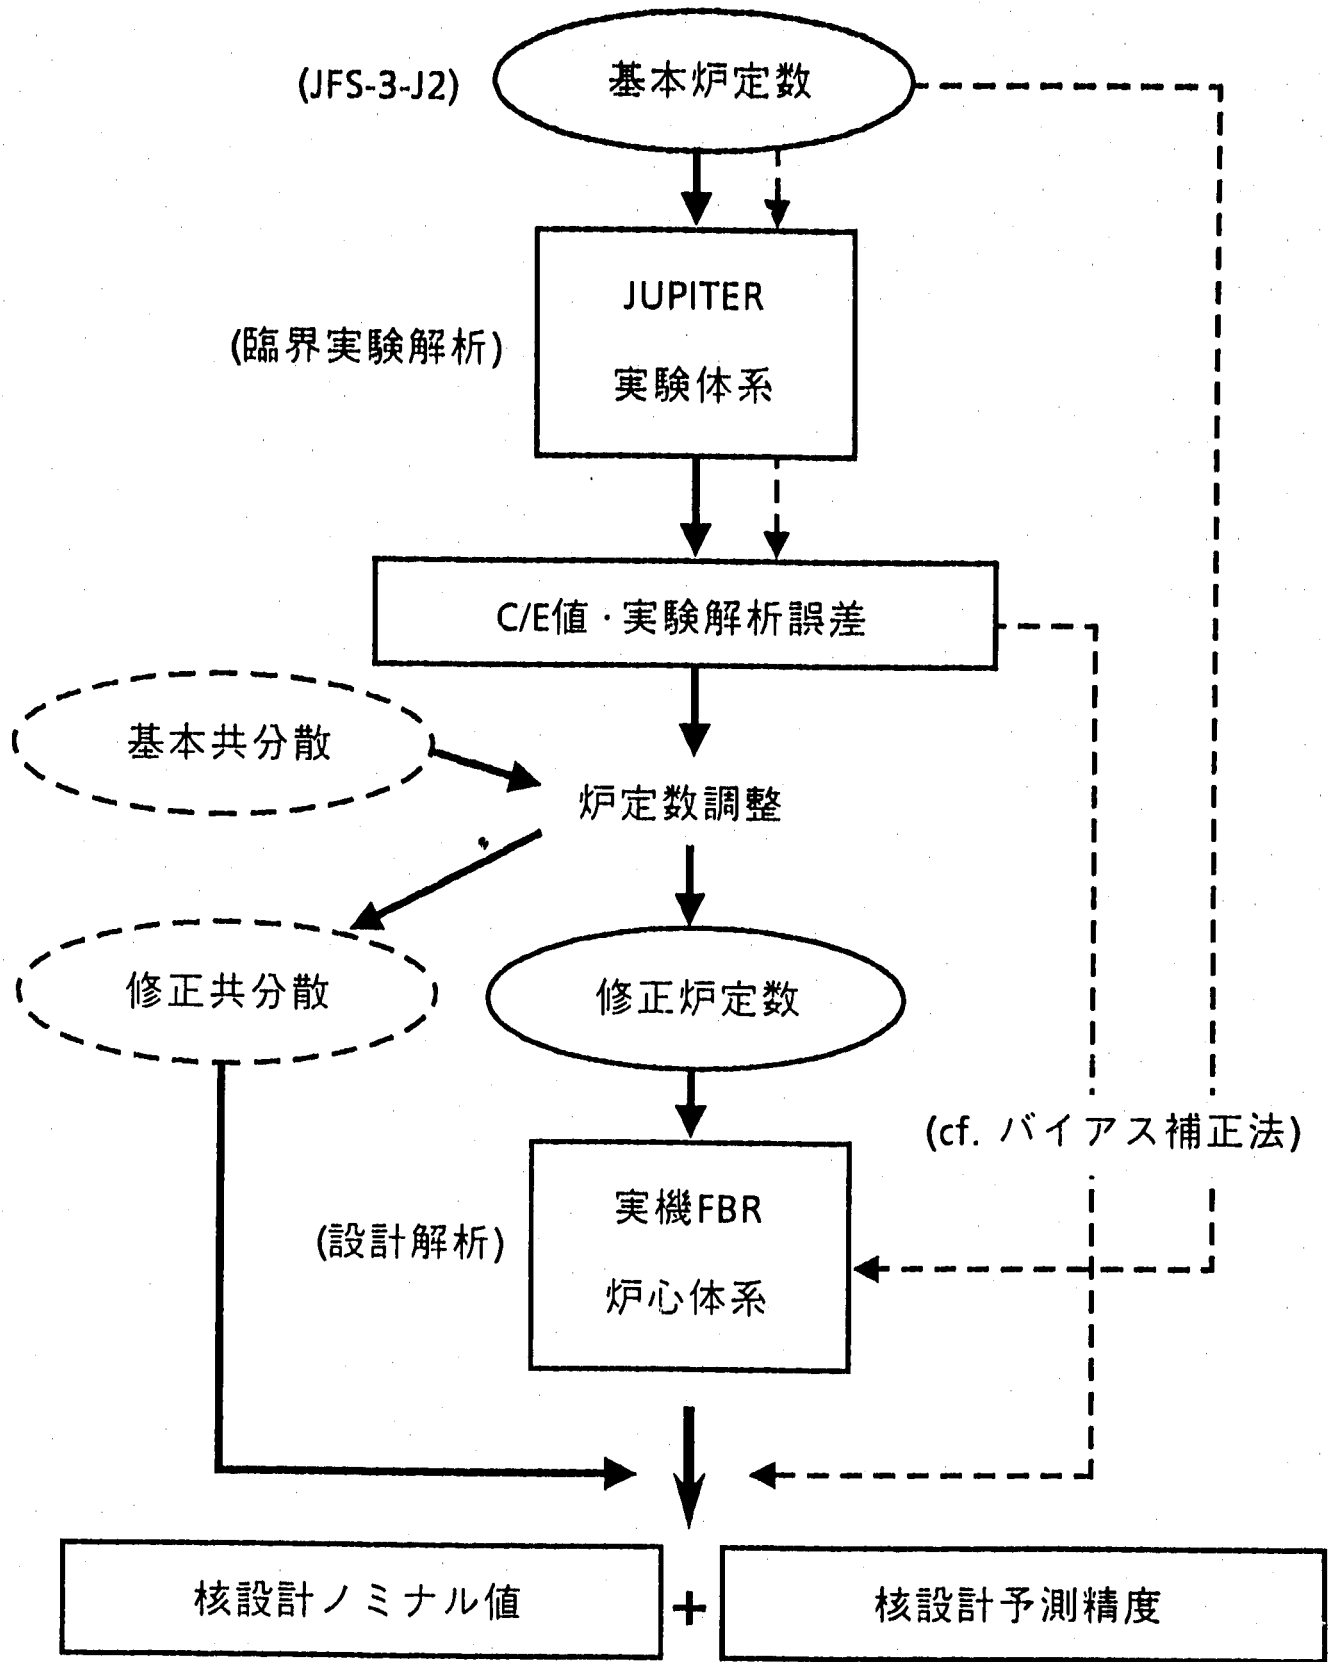 (JFS-3-J2)
基本炉定数
JUPITER
実験体系
(臨界実験解析)
C/E値・実験解析誤差
基本共分散
炉定数調整
修正共分散
修正炉定数
(cf. バイアス補正法)
実機FBR
炉心体系
(設計解析)
核設計ノミナル値
+
核設計予測精度